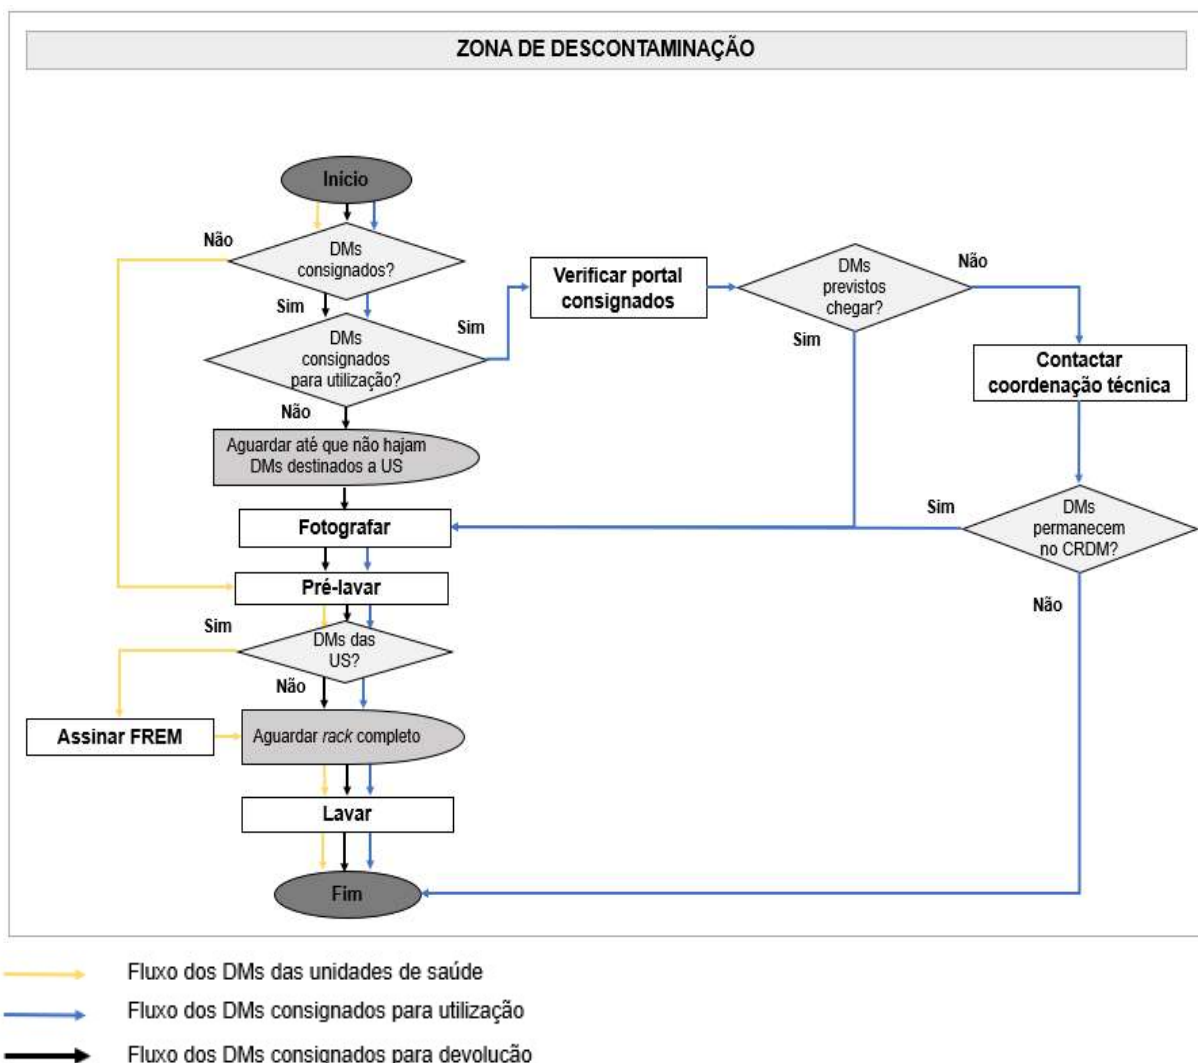 ZONA DE DESCONTAMINAÇÃO
Início
Não
DMs
consignados?
Sim
DMs
consignados
para utilização?
Sim
Verificar portal
consignados
DMs
previstos
chegar?
Não
Sim
Contactar
coordenação técnica
Não
Aguardar até que não hajam
DMs destinados a US
Fotografar
Sim
DMs
permanecem
no CRDM?
Não
Pré-lavar
Sim
DMs das
US?
Não
Assinar FREM
Aguardar rack completo
Lavar
Fim
Fluxo dos DMs das unidades de saúde
Fluxo dos DMs consignados para utilização
Fluxo dos DMs consignados para devolução